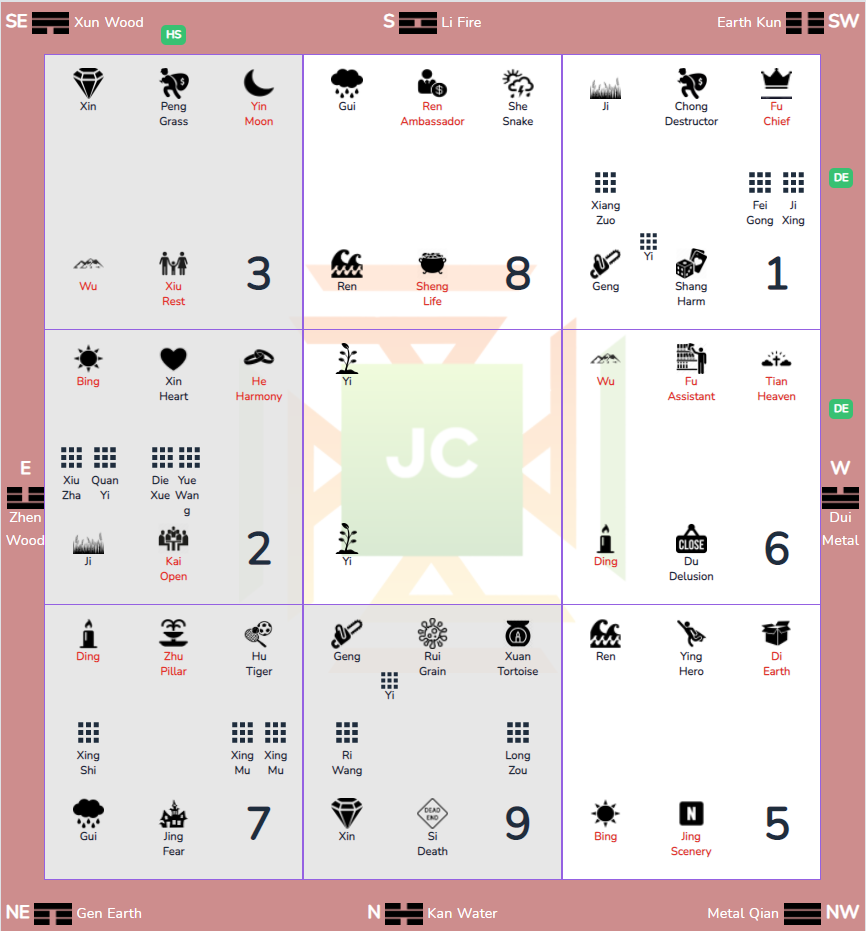 SE Xun Wood
HS
S Li Fire
Earth Kun SW
Xin
Peng
Grass
Yin
Moon
Wu
Xiu
Rest
3
Gui
Ren
Ambassador
She
Snake
Ren
Sheng
Life
8
Ji
Chong
Destructor
Fu
Chief
Xiang
Zuo
Fei
Gong
Ji
Xing
Yi
Geng
Shang
Harm
1
DE
E
Zhen
Wood
Bing
Xin
Heart
He
Harmony
Xiu
Zha
Quan
Yi
Die
Xue
Yue
Wan
g
Ji
Kai
Open
2
Yi
JC
Yi
Wu
Fu
Assistant
Tian
Heaven
Ding
CLOSE
Du
Delusion
6
DE
W
Dui
Metal
Ding
Zhu
Pillar
Hu
Tiger
Xing
Shi
Xing
Mu
Xing
Mu
Gui
Jing
Fear
7
Geng
Rui
Grain
A
Xuan
Tortoise
Yi
Ri
Wang
Long
Zou
Xin
DEAD
END
Si
Death
9
Ren
Ying
Hero
Di
Earth
Bing
N
Jing
Scenery
5
NE Gen Earth
N Kan Water
Metal Qian NW